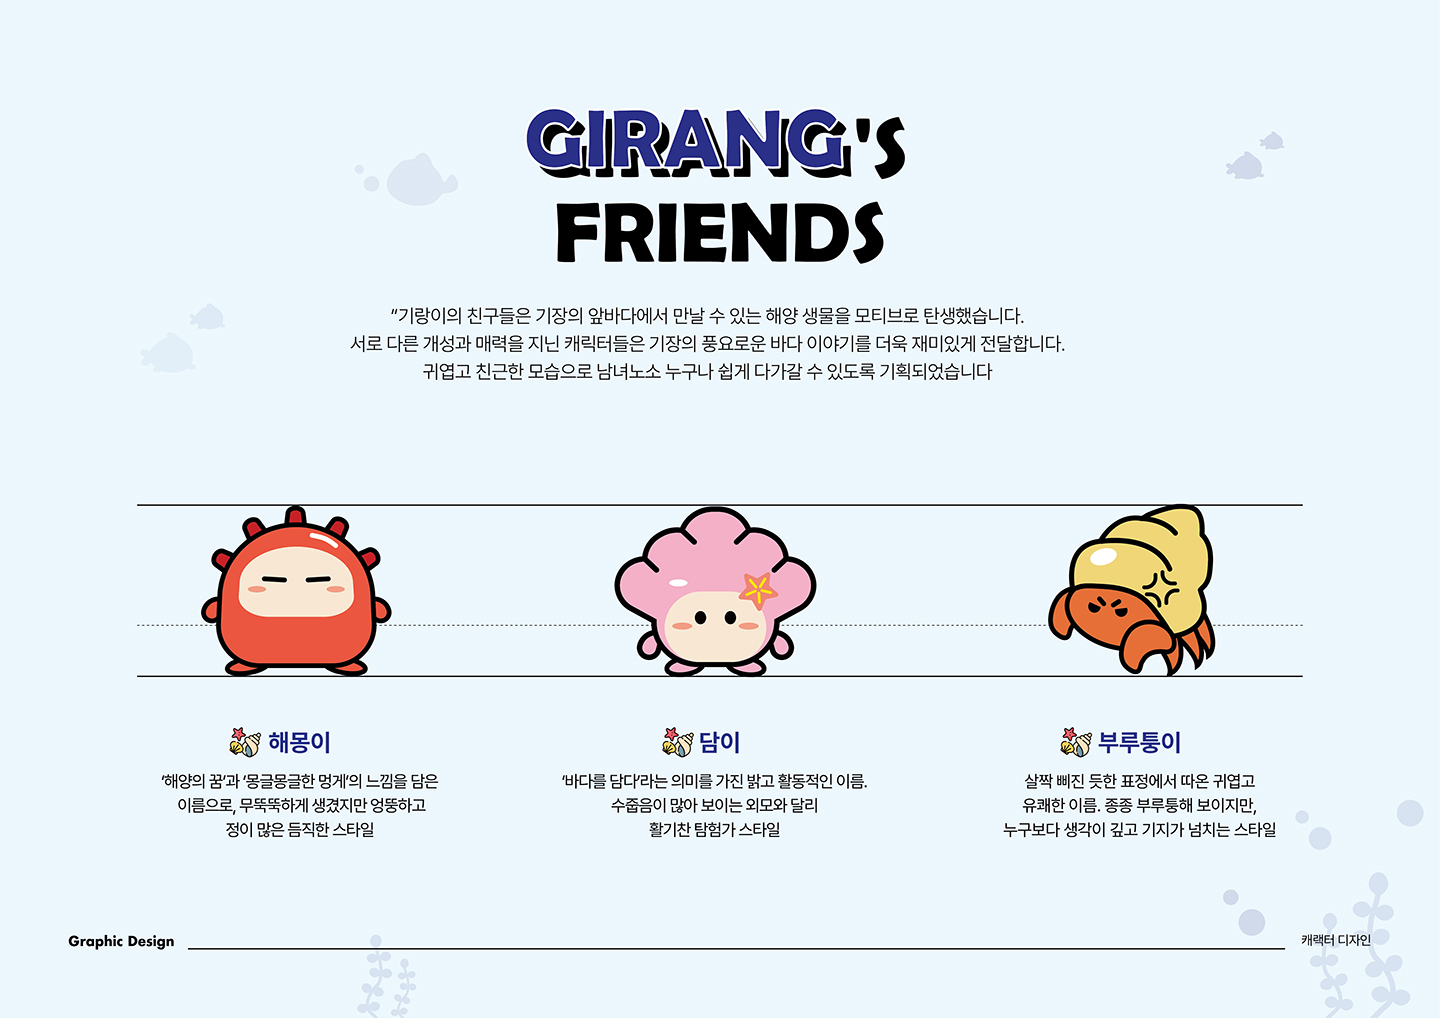 GIRANG's
FRIENDS
"기랑이의 친구들은 기장의 앞바다에서 만날 수 있는 해양 생물을 모티브로 탄생했습니다.
서로 다른 개성과 매력을 지닌 캐릭터들은 기장의 풍요로운 바다 이야기를 더욱 재미있게 전달합니다.
귀엽고 친근한 모습으로 남녀노소 누구나 쉽게 다가갈 수 있도록 기획되었습니다
해몽이
'해양의 꿈'과 '몽글몽글한 멍게'의 느낌을 담은
이름으로, 무뚝뚝하게 생겼지만 엉뚱하고
정이 많은 듬직한 스타일
담이
'바다를 담다'라는 의미를 가진 밝고 활동적인 이름.
수줍음이 많아 보이는 외모와 달리
활기찬 탐험가 스타일
부루퉁이
살짝 삐진 듯한 표정에서 따온 귀엽고
유쾌한 이름. 종종 부루퉁해 보이지만,
누구보다 생각이 깊고 기지가 넘치는 스타일
Graphic Design
캐랙터 디자인